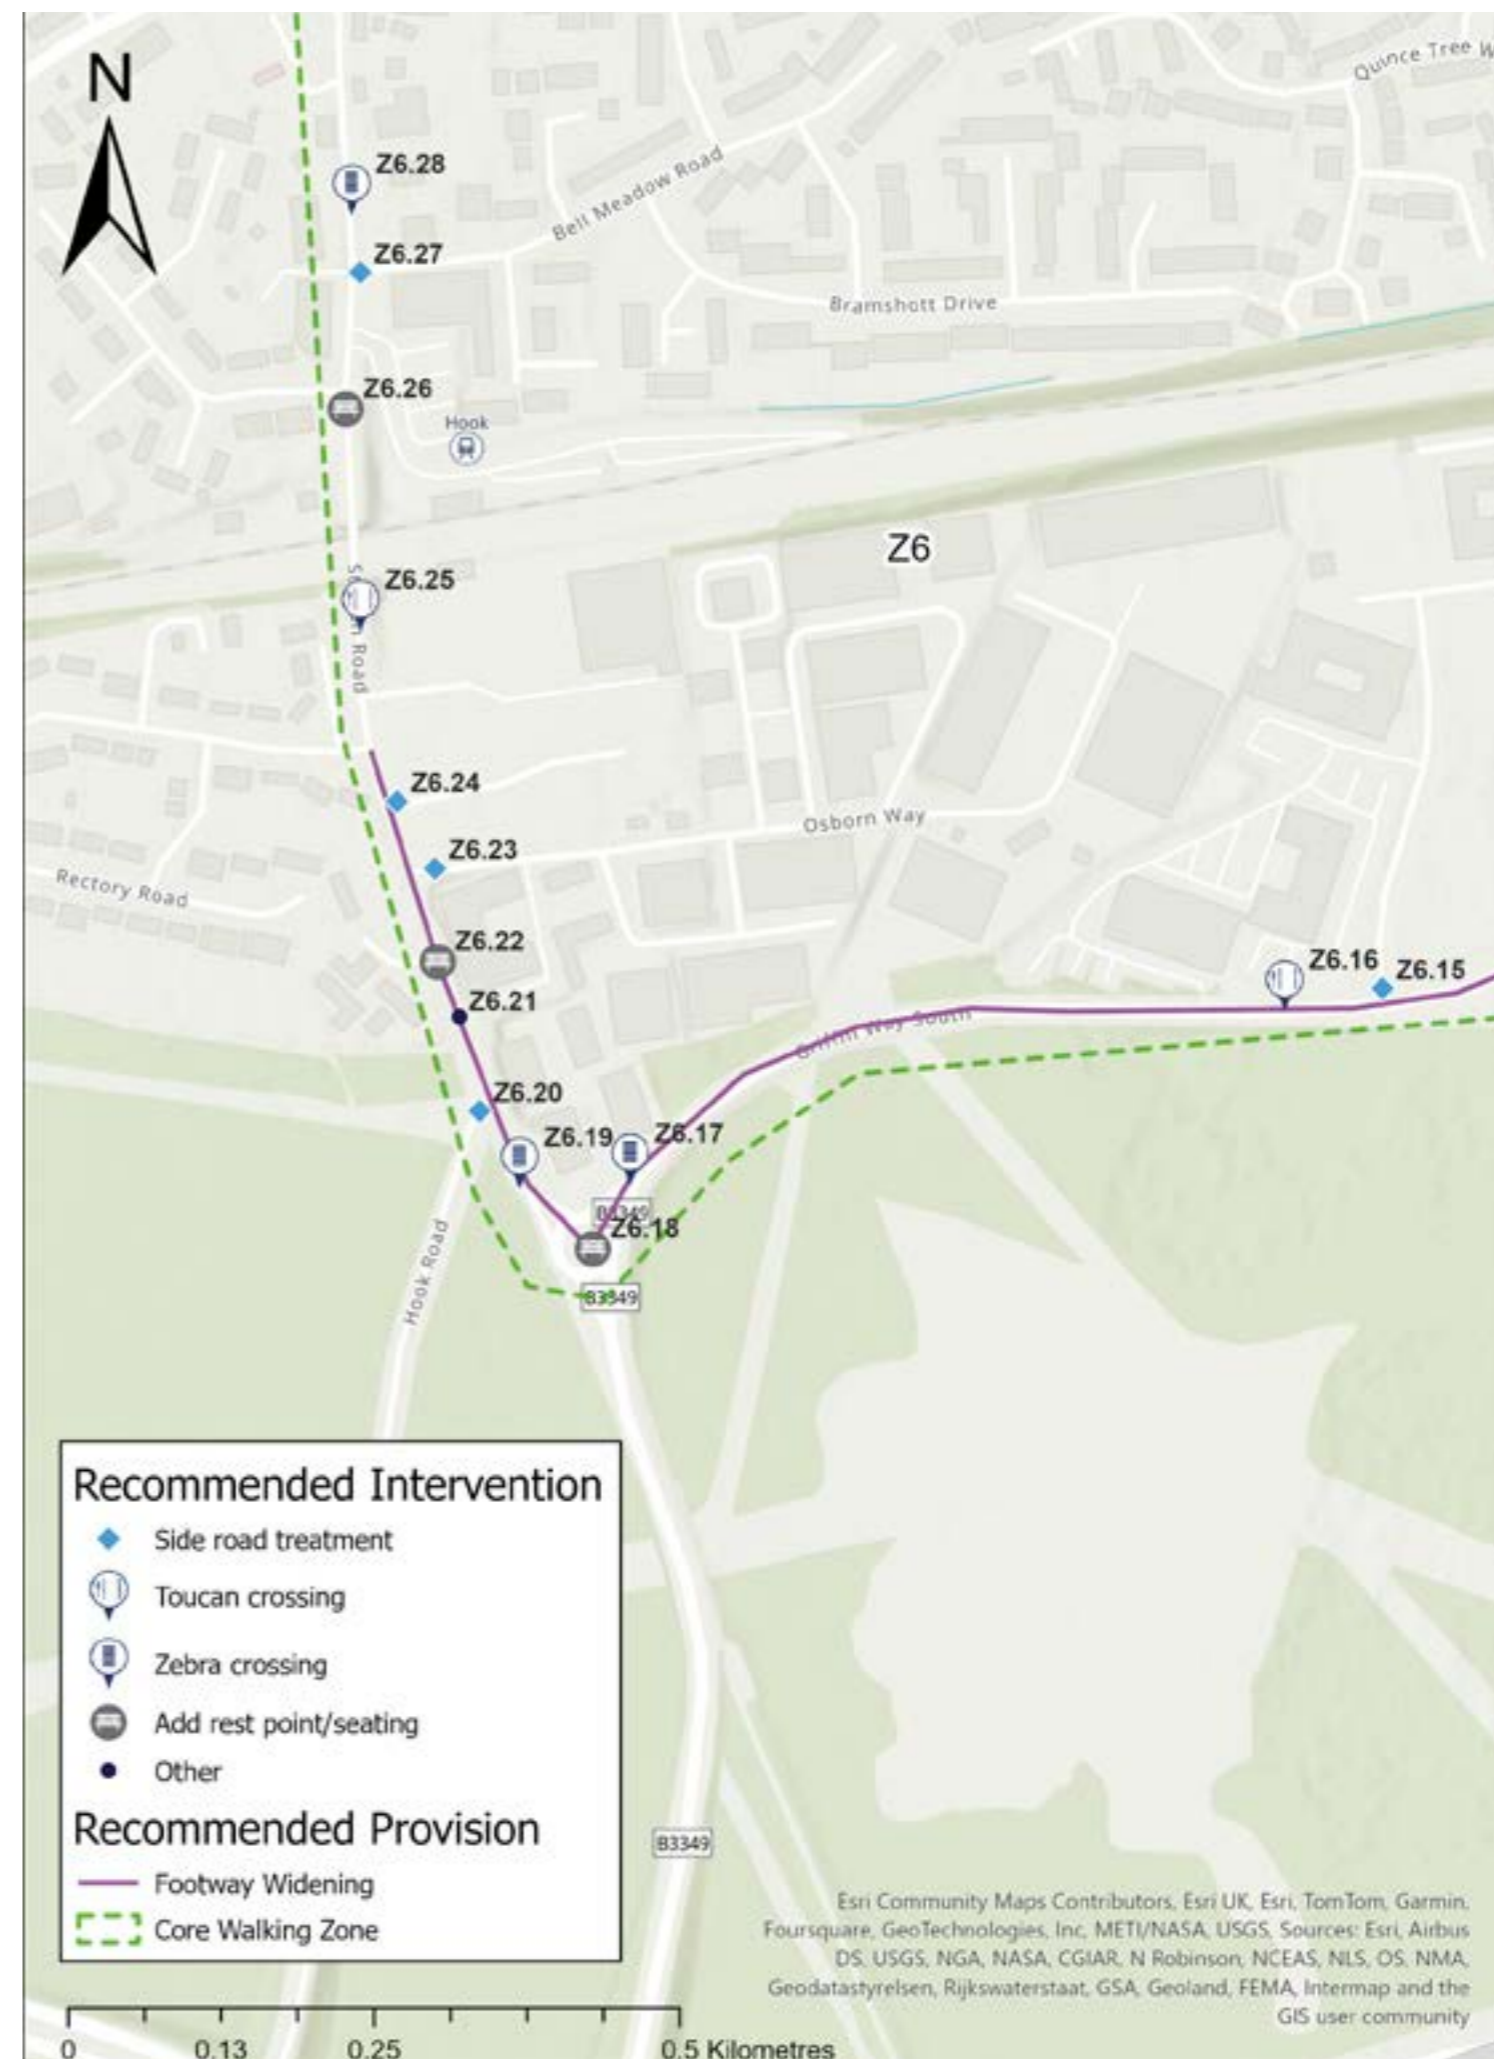 N
Quince Tree W
Z6.28
Bell Meadow Road
Z6.27
Bramshott Drive
Z6.26
Hook
Z6
Z6.25
Road
Z6.24
Osborn Way
Z6.23
Rectory Road
Z6.22
Z6.16
Z6.15
Z6.21
Griffin Way South
Z6.20
Z6.19
Z6.17
B3349
Z6.18
Hook Road
B3349
Recommended Intervention
Side road treatment
Toucan crossing
Zebra crossing
Add rest point/seating
Other
Recommended Provision
Footway Widening
Core Walking Zone
B3349
Esri Community Maps Contributors, Esri UK, Esri, TomTom, Garmin,
Foursquare, GeoTechnologies, Inc, METI/NASA, USGS, Sources: Esri, Airbus
DS, USGS, NGA, NASA, CGIAR, N Robinson, NCEAS, NLS, OS, NMA,
Geodatastyrelsen, Rijkswaterstaat, GSA, Geoland, FEMA, Intermap and the
GIS user community
0 0.13 0.25 0.5 Kilometres